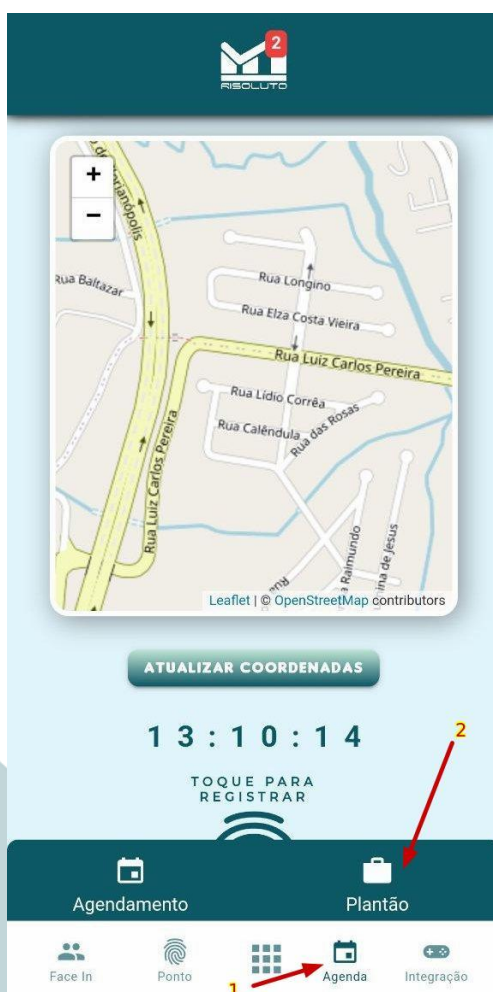 2
RISOLUTO
+
−
Rua Baltazar
Rua Longino
Rua Elza Costa Vieira
Rua Luiz Carlos Pereira
Rua Lídio Corrêa
Rua Calêndula
Rua das Rosas
Rua Luiz Carlos Pereira
Raimundo
Leaflet | © OpenStreetMap contributors
ATUALIZAR COORDENADAS
13:10:14
2
TOQUE PARA
REGISTRAR
Agendamento
Plantão
Face In
Ponto
1
Agenda
Integração